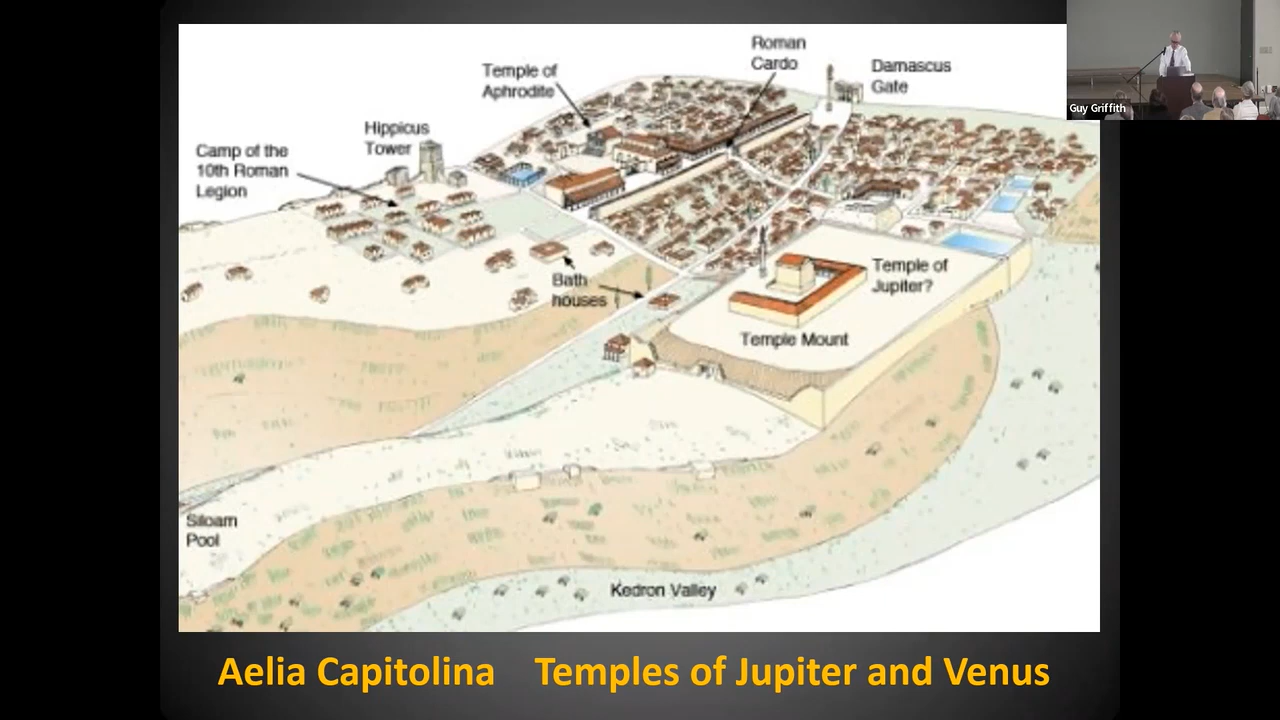 Roman
Cardo
Damascus
Gate
Temple of
Aphrodite
Hippicus
Tower
Camp of the
10th Roman
Legion
Guy Griffith
Bath
houses
Temple of
Jupiter?
Temple Mount
Siloam
Pool
Kedron Valley
Aelia Capitolina Temples of Jupiter and Venus